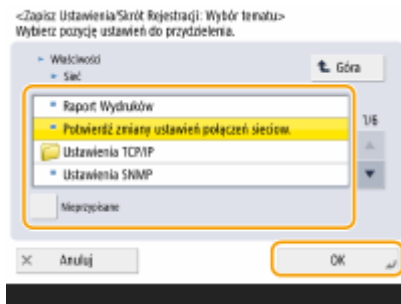 <Zapisz Ustawienia/Skrót Rejestracji: Wybór tematu>
Wybierz pozycję ustawień do przydzielenia.
Właściwości
Sieć
Góra
Raport Wydruków
1/6
Potwierdź zmiany ustawień połączeń sieciow.
Ustawienia TCP/IP
Ustawienia SNMP
Nieprzypisane
Anuluj
OK